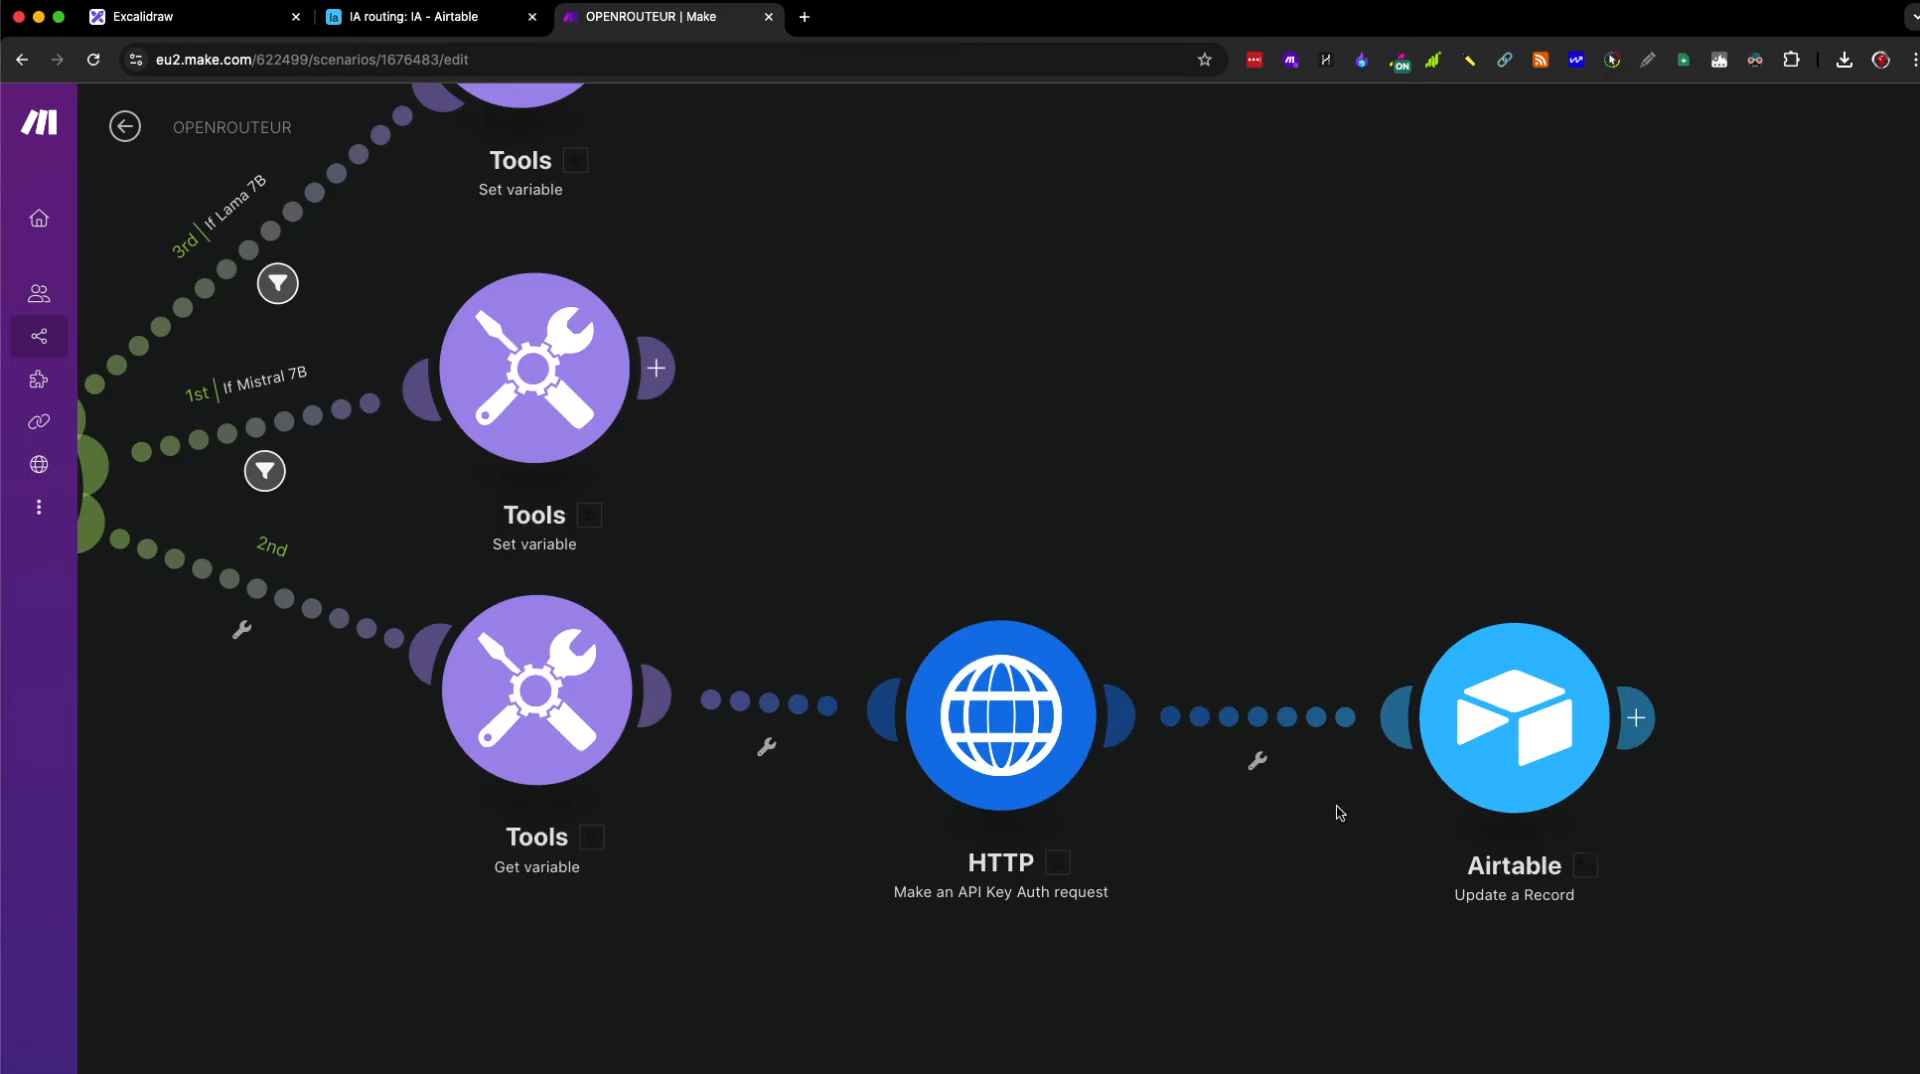 Excalidraw
IA routing: IA - Airtable
OPENROUTEUR | Make
eu2.make.com/622499/scenarios/1676483/edit
ON
OPENROUTEUR
Tools
Set variable
3rd | If Lama 7B
1st | If Mistral 7B
Tools
Set variable
2nd
Tools
Get variable
HTTP
Make an API Key Auth request
Airtable
Update a Record